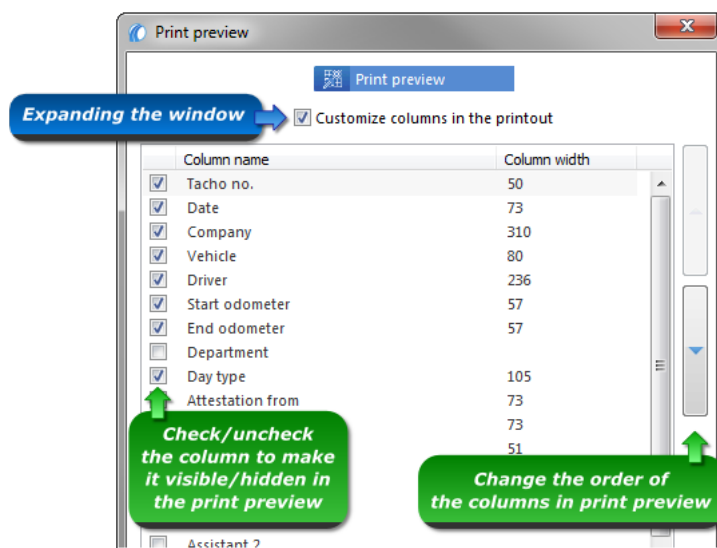 Print preview
Print preview
Expanding the window
Customize columns in the printout
Column name Column width
Tacho no. 50
Date 73
Company 310
Vehicle 80
Driver 236
Start odometer 57
End odometer 57
Department
Day type 105
Attestation from 73
73
51
Check/uncheck
the column to make
it visible/hidden in
the print preview
Change the order of
the columns in print preview
Assistant 2